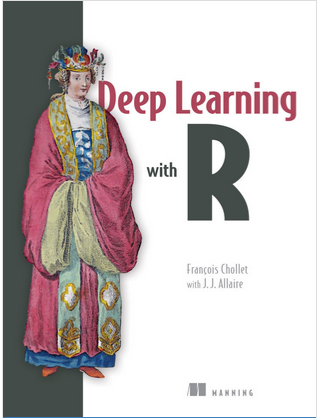 Deep Learning
with R
François Chollet
with J. J. Allaire
MANNING